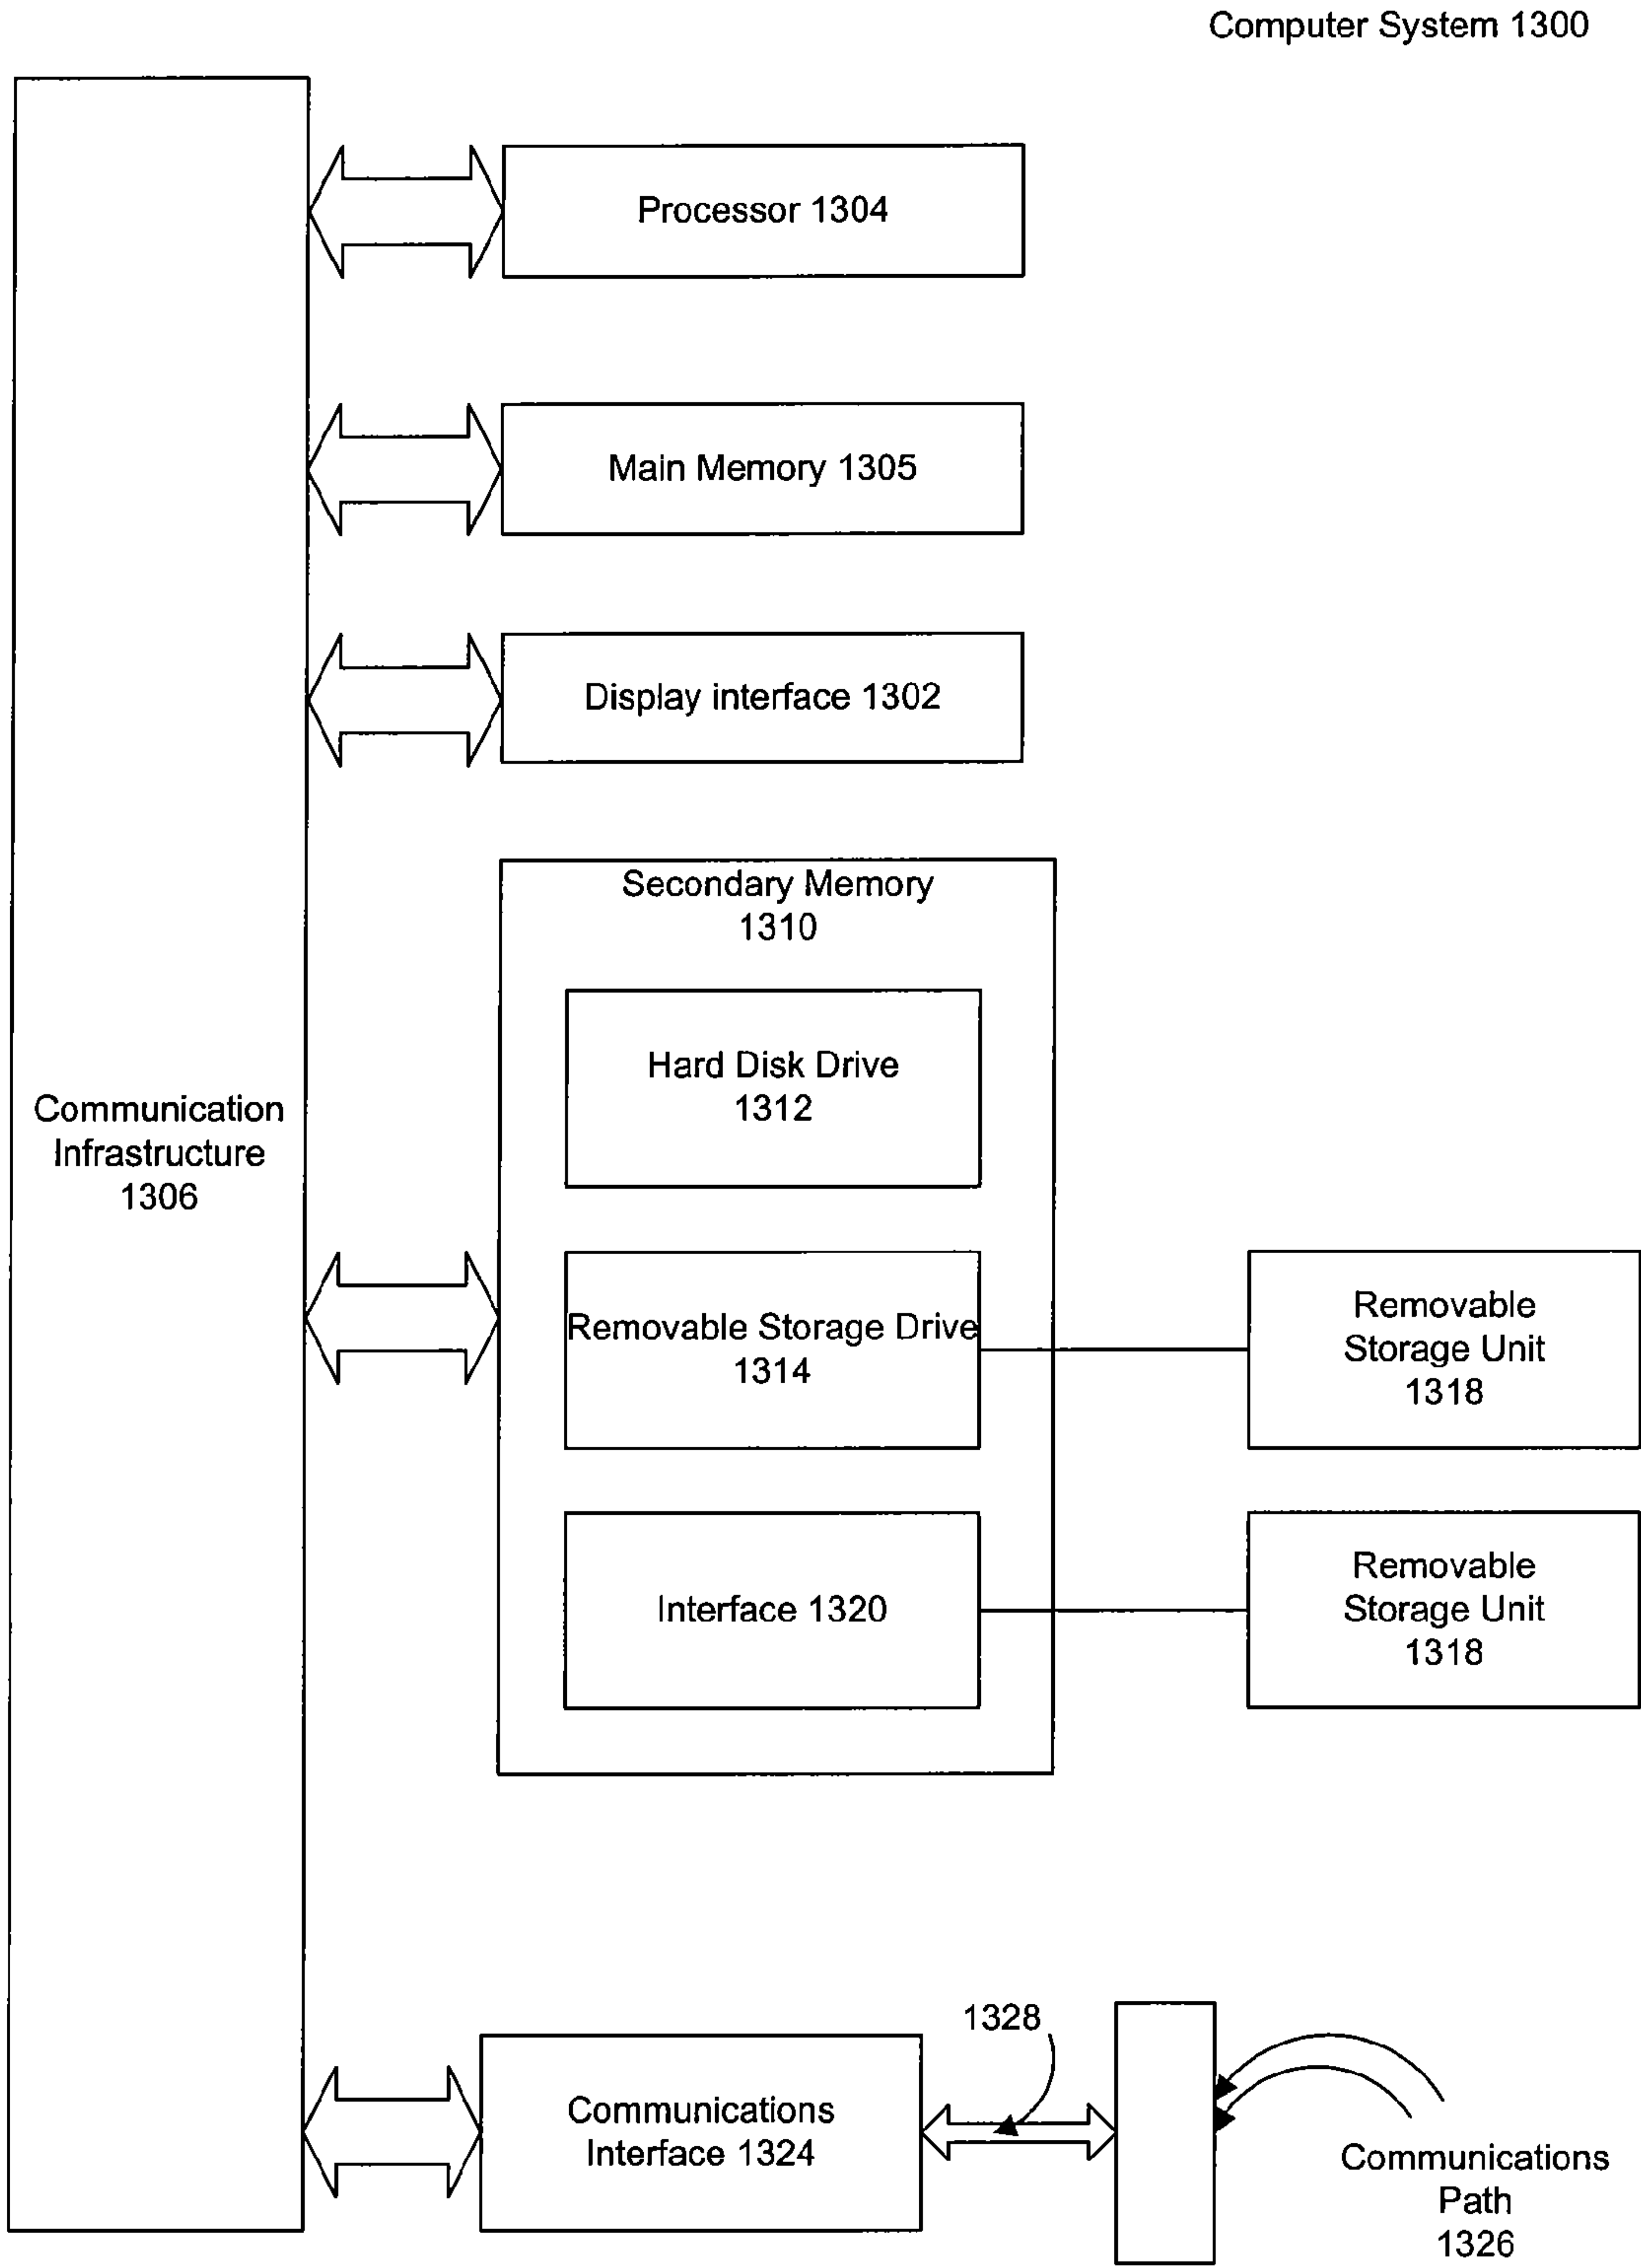 Computer System 1300
Processor 1304
Main Memory 1305
Display interface 1302
Secondary Memory
1310
Hard Disk Drive
1312
Communication
Infrastructure
1306
Removable Storage Drive
1314
Removable
Storage Unit
1318
Interface 1320
Removable
Storage Unit
1318
1328
Communications
Interface 1324
Communications
Path
1326